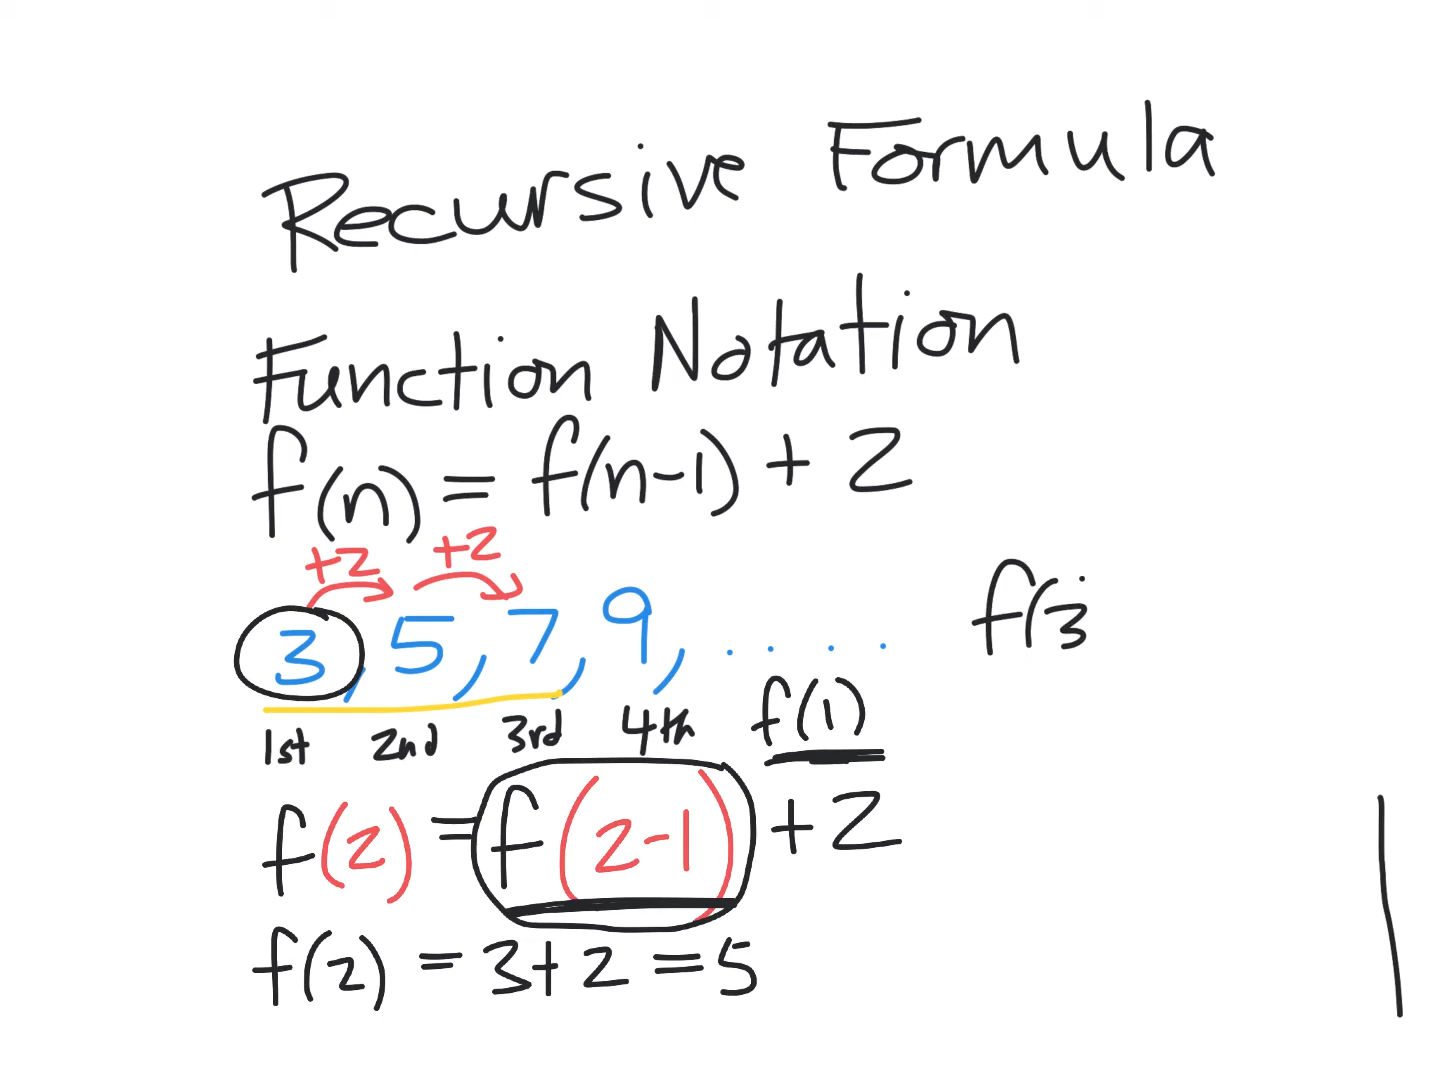 Recursive Formula
Function Notation
f(n) = f(n-1) + 2
+2 +2
3, 5, 7, 9, . . . . f(3
1st 2nd 3rd 4th f(1)
f(2) = f(2-1) + 2
f(2) = 3+2 = 5